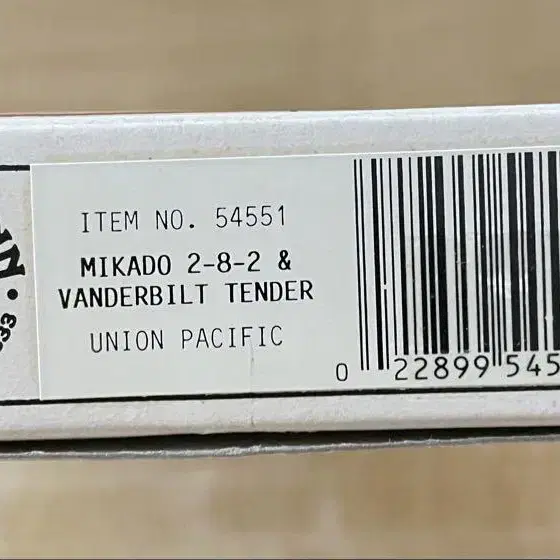 ITEM NO. 54551
MIKADO 2-8-2 &
VANDERBILT TENDER
UNION PACIFIC
0 22899 545